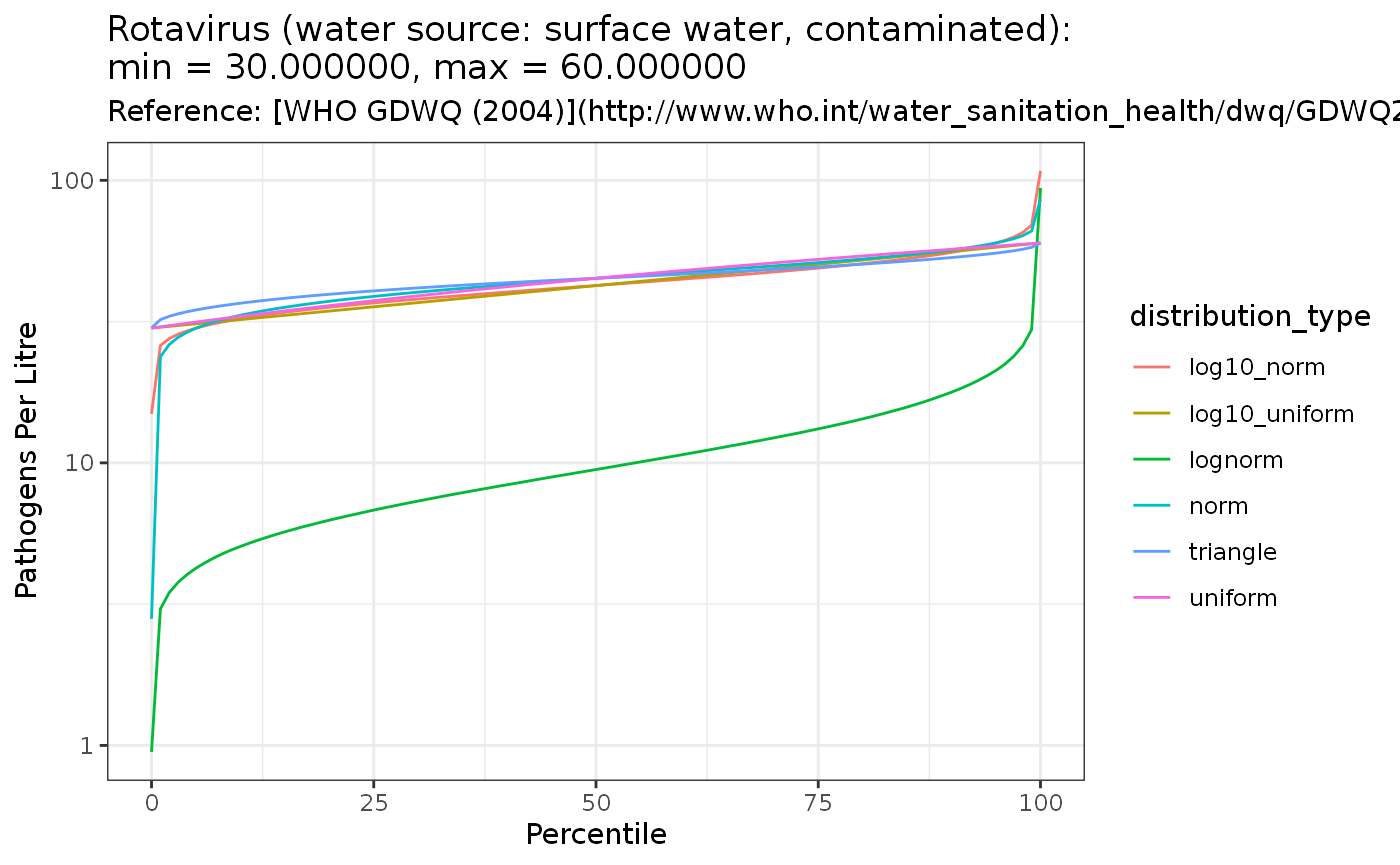 Rotavirus (water source: surface water, contaminated):
min = 30.000000, max = 60.000000
Reference: [WHO GDWQ (2004)](http://www.who.int/water_sanitation_health/dwq/GDWQ2
100
10
1
Pathogens Per Litre
0 25 50 75 100
Percentile
distribution_type
log10_norm
log10_uniform
lognorm
norm
triangle
uniform